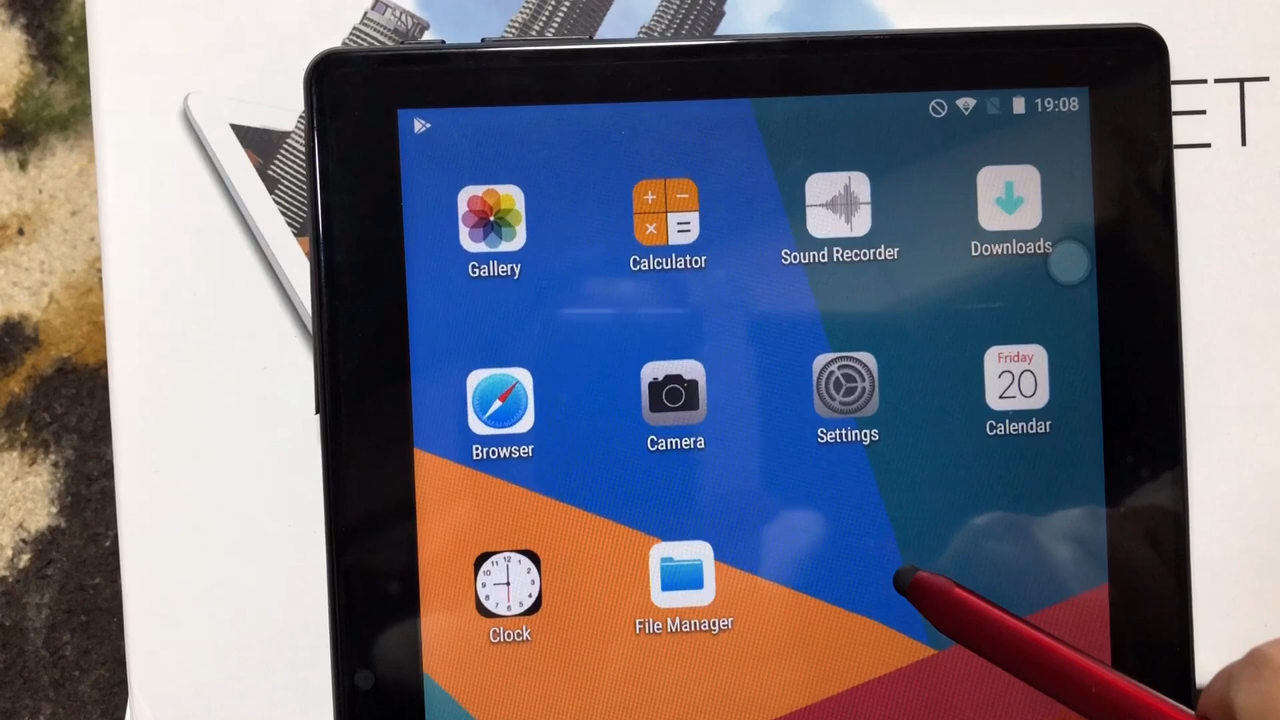 19:08
ET
Gallery
Calculator
Sound Recorder
Downloads
Browser
Camera
Settings
Friday
20
Calendar
Clock
File Manager